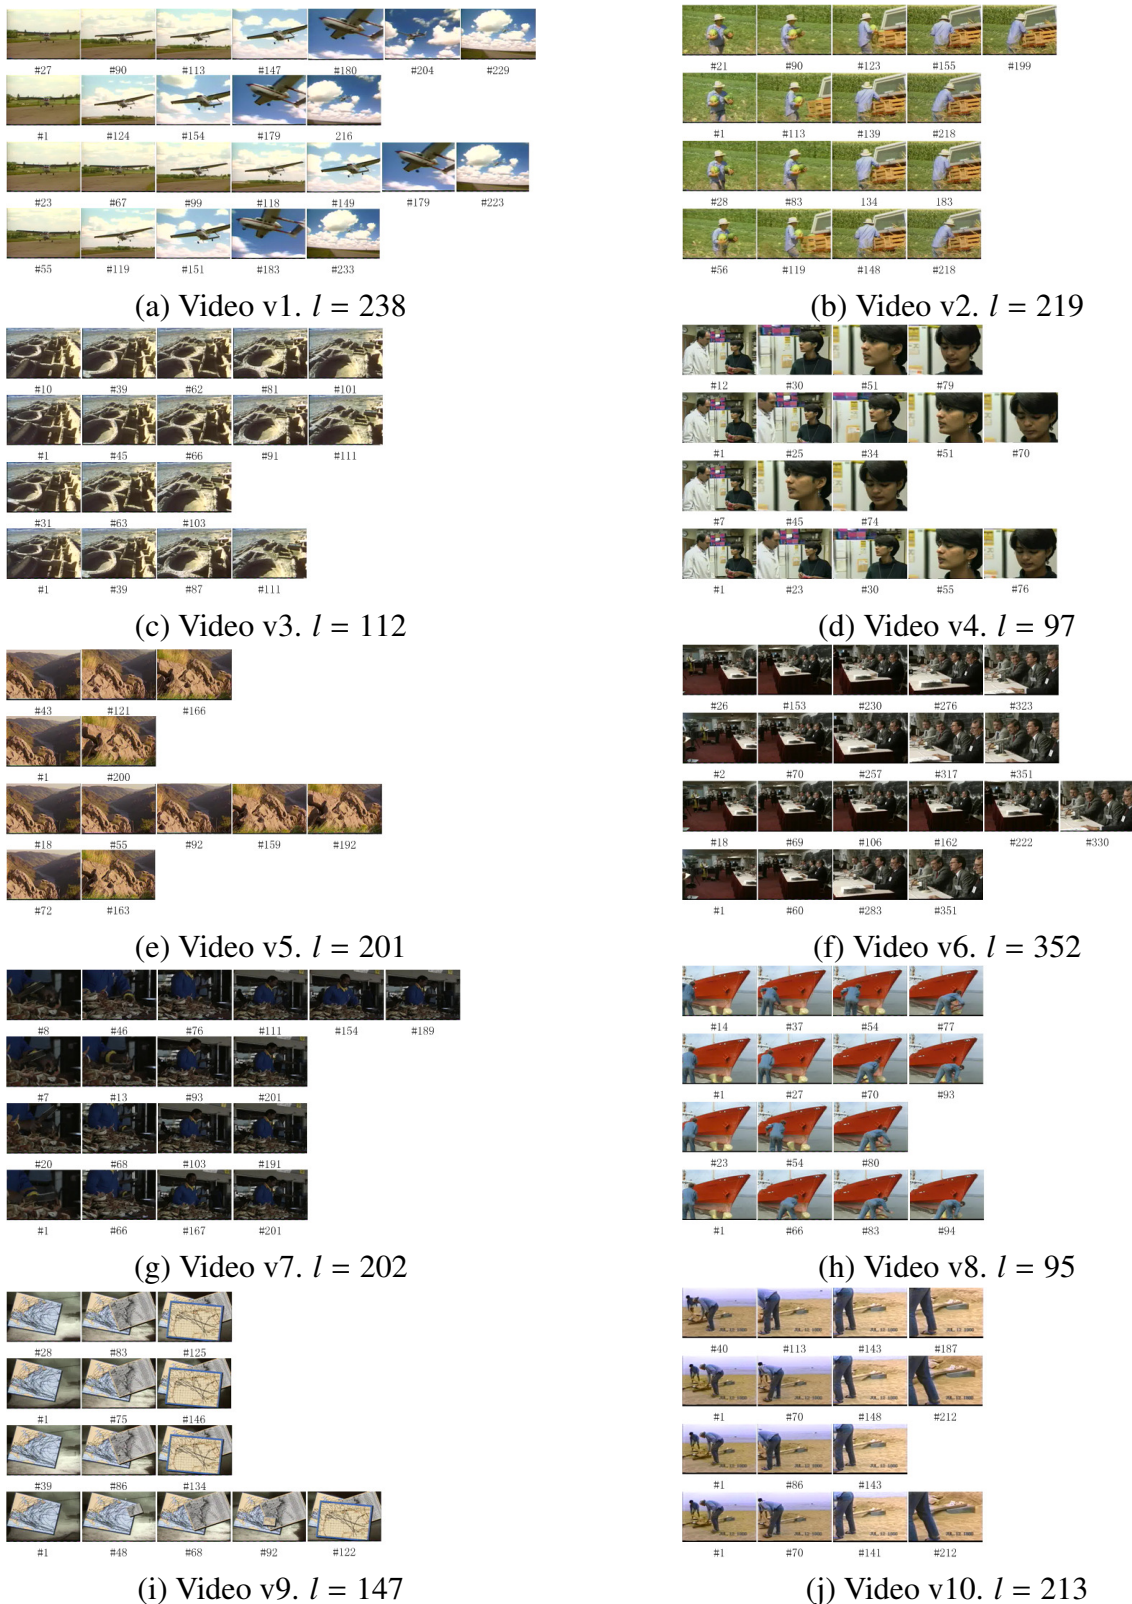 #27 #90 #113 #147 #180 #204 #229
#1 #124 #154 #179 216
#23 #67 #99 #118 #149 #179 #223
#55 #119 #151 #183 #233
(a) Video v1. l = 238
#21 #90 #123 #155 #199
#1 #113 #139 #218
#28 #83 134 183
#56 #119 #148 #218
(b) Video v2. l = 219
#10 #39 #62 #81 #101
#1 #45 #66 #91 #111
#31 #63 #103
#1 #39 #87 #111
(c) Video v3. l = 112
#12 #30 #51 #79
#1 #25 #34 #51 #70
#7 #45 #74
#1 #23 #30 #55 #76
(d) Video v4. l = 97
#43 #121 #166
#1 #200
#18 #55 #92 #159 #192
#72 #163
(e) Video v5. l = 201
#26 #153 #230 #276 #323
#2 #70 #257 #317 #351
#18 #69 #106 #162 #222 #330
#1 #60 #283 #351
(f) Video v6. l = 352
#8 #46 #76 #111 #154 #189
#7 #13 #93 #201
#20 #68 #103 #191
#1 #66 #167 #201
(g) Video v7. l = 202
#14 #37 #54 #77
#1 #27 #70 #93
#23 #54 #80
#1 #66 #83 #94
(h) Video v8. l = 95
#28 #83 #125
#1 #75 #146
#39 #86 #134
#1 #48 #68 #92 #122
(i) Video v9. l = 147
#40 #113 #143 #187
#1 #70 #148 #212
#1 #86 #143
#1 #70 #141 #212
(j) Video v10. l = 213